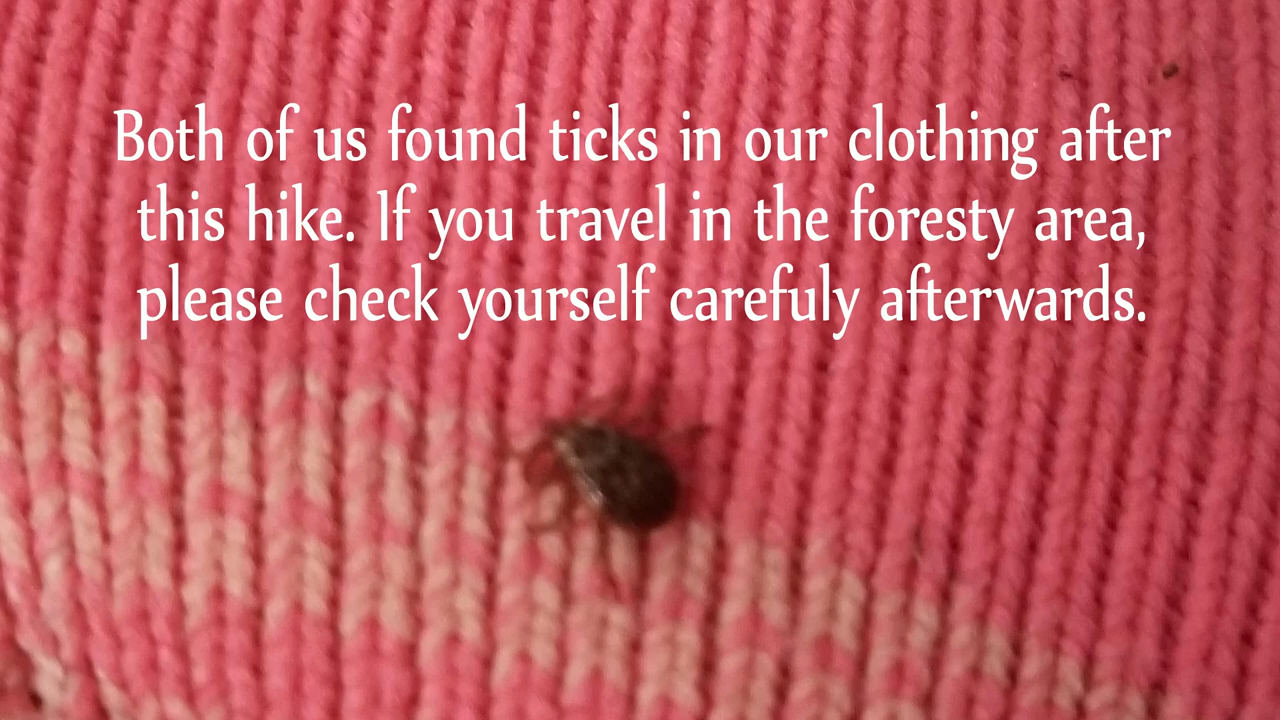 Both of us found ticks in our clothing after
this hike. If you travel in the foresty area,
please check yourself carefuly afterwards.